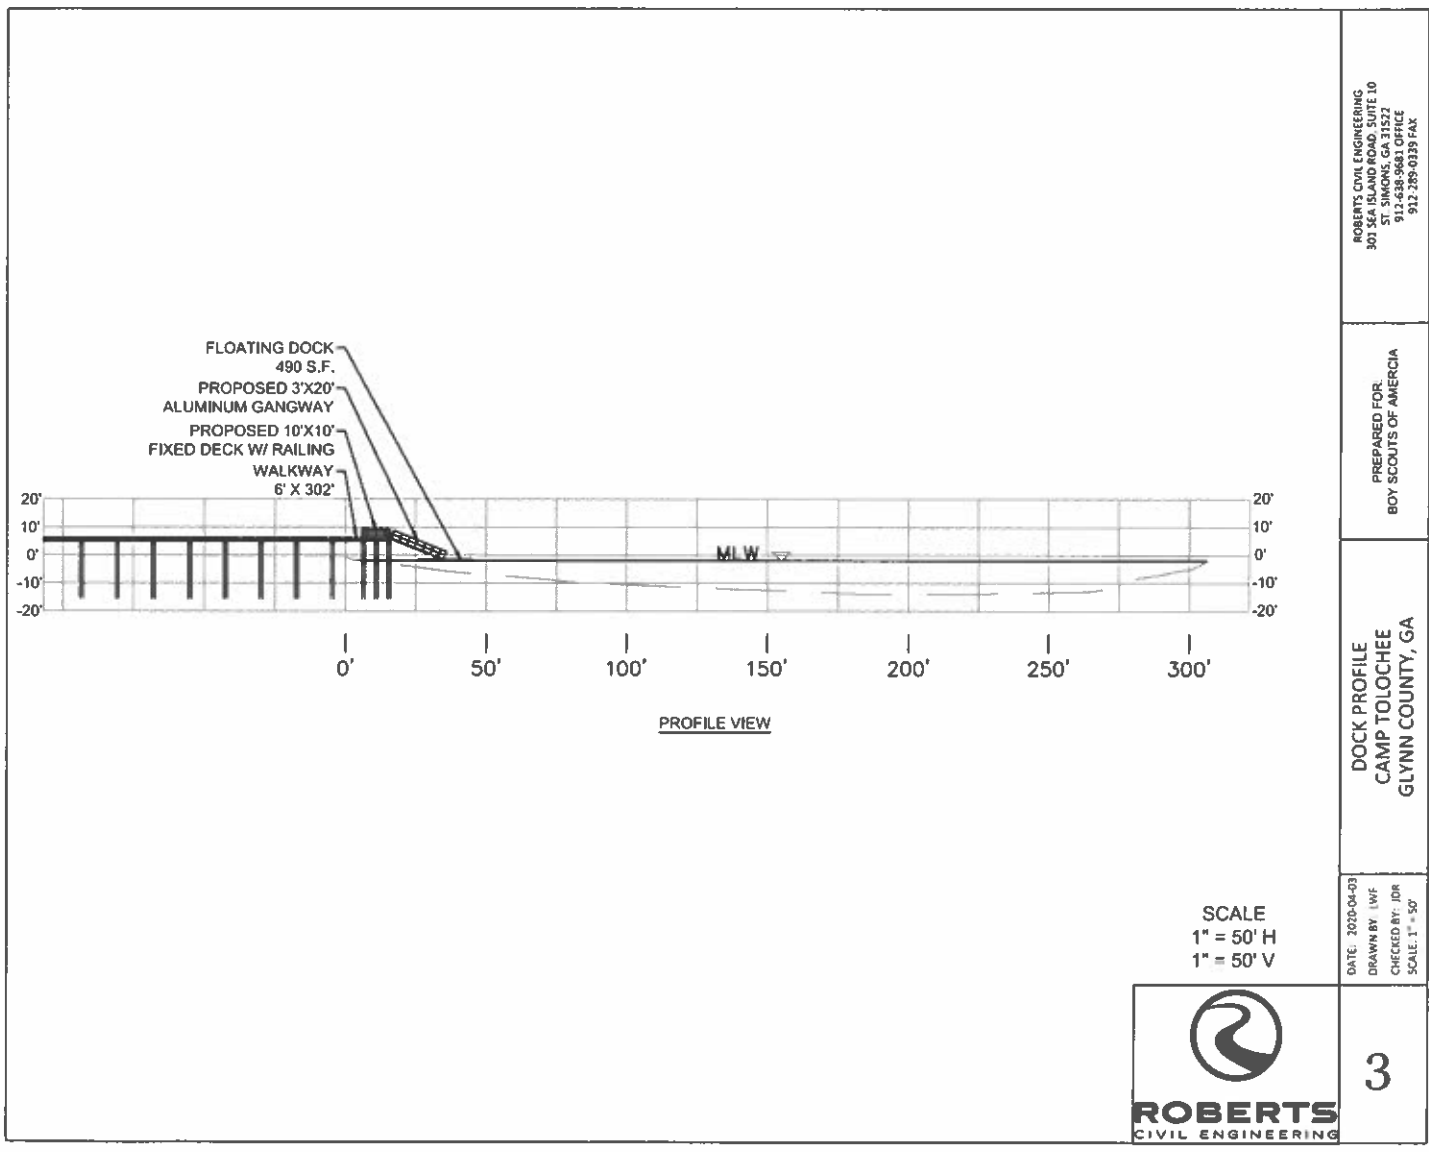 FLOATING DOCK
490 S.F.
PROPOSED 3'X20'
ALUMINUM GANGWAY
PROPOSED 10'X10'
FIXED DECK W/ RAILING
WALKWAY
6' X 302'
20'
10'
0'
-10'
-20'
MLW
20'
10'
0'
-10'
-20'
0'
50'
100'
150'
200'
250'
300'
PROFILE VIEW
SCALE
1" = 50' H
1" = 50' V
ROBERTS CIVIL ENGINEERING
301 SEA ISLAND ROAD, SUITE 10
ST. SIMONS, GA 31522
912-638-9681 OFFICE
912-289-0339 FAX
PREPARED FOR:
BOY SCOUTS OF AMERCIA
DOCK PROFILE
CAMP TOLOCHEE
GLYNN COUNTY, GA
DATE: 2020-04-03
DRAWN BY: LWF
CHECKED BY: JDR
SCALE: 1" = 50'
ROBERTS
CIVIL ENGINEERING
3